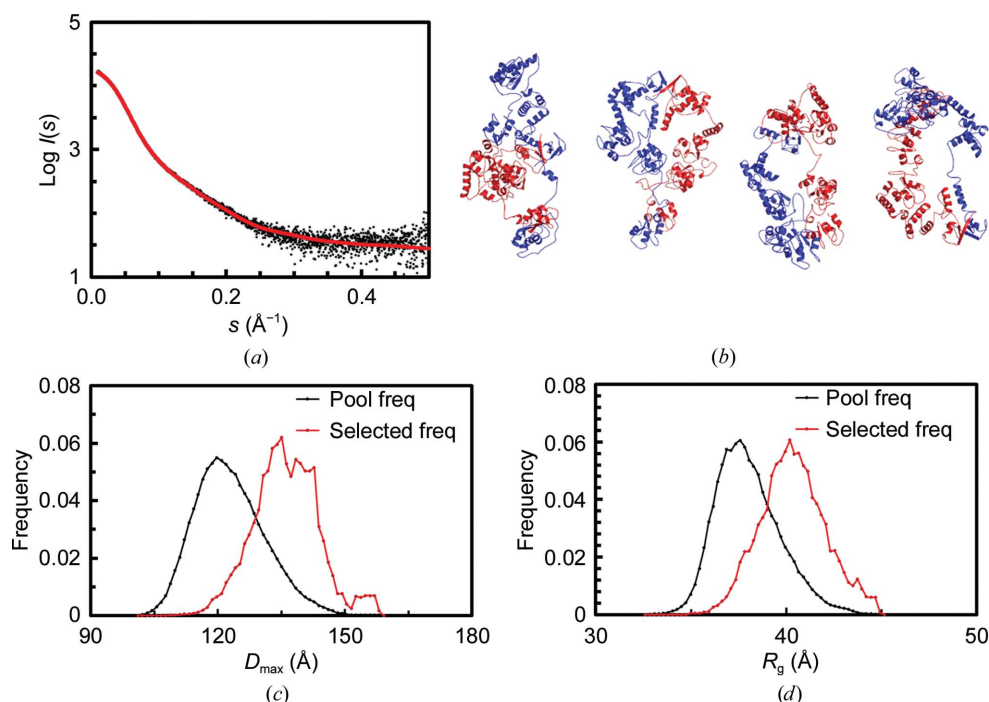 5
3
1
Log I(s)
0.0
0.2
0.4
s (Å⁻¹)
(a)
(b)
0.08
0.06
0.04
0.02
0
Frequency
Pool freq
Selected freq
90
120
150
180
Dmax (Å)
(c)
0.08
0.06
0.04
0.02
0
Frequency
Pool freq
Selected freq
30
40
50
Rg (Å)
(d)